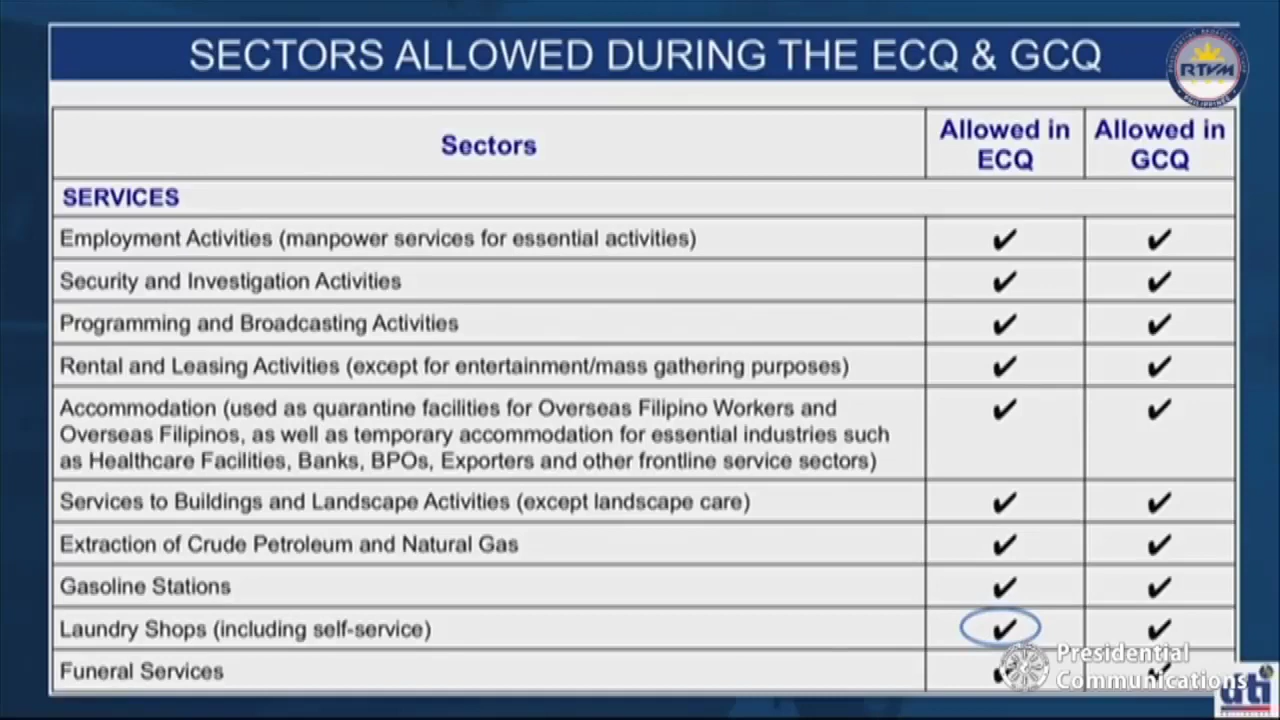 SECTORS ALLOWED DURING THE ECQ & GCQ
RTVM
PHILIPPINES
Sectors
Allowed in
ECQ
Allowed in
GCQ
SERVICES
Employment Activities (manpower services for essential activities) ✔ ✔
Security and Investigation Activities ✔ ✔
Programming and Broadcasting Activities ✔ ✔
Rental and Leasing Activities (except for entertainment/mass gathering purposes) ✔ ✔
Accommodation (used as quarantine facilities for Overseas Filipino Workers and ✔ ✔
Overseas Filipinos, as well as temporary accommodation for essential industries such
as Healthcare Facilities, Banks, BPOs, Exporters and other frontline service sectors)
Services to Buildings and Landscape Activities (except landscape care) ✔ ✔
Extraction of Crude Petroleum and Natural Gas ✔ ✔
Gasoline Stations ✔ ✔
Laundry Shops (including self-service) ✔ ✔
Funeral Services ✔ ✔
Presidential
Communications
dti